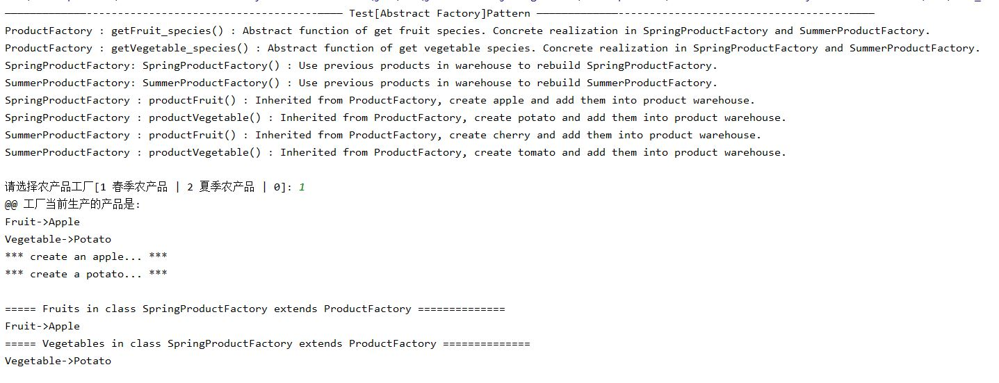 Test[Abstract Factory]Pattern
ProductFactory : getFruit_species() : Abstract function of get fruit species. Concrete realization in SpringProductFactory and SummerProductFactory.
ProductFactory : getVegetable_species() : Abstract function of get vegetable species. Concrete realization in SpringProductFactory and SummerProductFactory.
SpringProductFactory: SpringProductFactory() : Use previous products in warehouse to rebuild SpringProductFactory.
SummerProductFactory: SummerProductFactory() : Use previous products in warehouse to rebuild SummerProductFactory.
SpringProductFactory : productFruit() : Inherited from ProductFactory, create apple and add them into product warehouse.
SpringProductFactory : productVegetable() : Inherited from ProductFactory, create potato and add them into product warehouse.
SummerProductFactory : productFruit() : Inherited from ProductFactory, create cherry and add them into product warehouse.
SummerProductFactory : productVegetable() : Inherited from ProductFactory, create tomato and add them into product warehouse.
请选择农产品工厂[1 春季农产品 | 2 夏季农产品 | 0]: 1
@@ 工厂当前生产的产品是:
Fruit->Apple
Vegetable->Potato
*** create an apple... ***
*** create a potato... ***
===== Fruits in class SpringProductFactory extends ProductFactory ==============
Fruit->Apple
===== Vegetables in class SpringProductFactory extends ProductFactory ==============
Vegetable->Potato